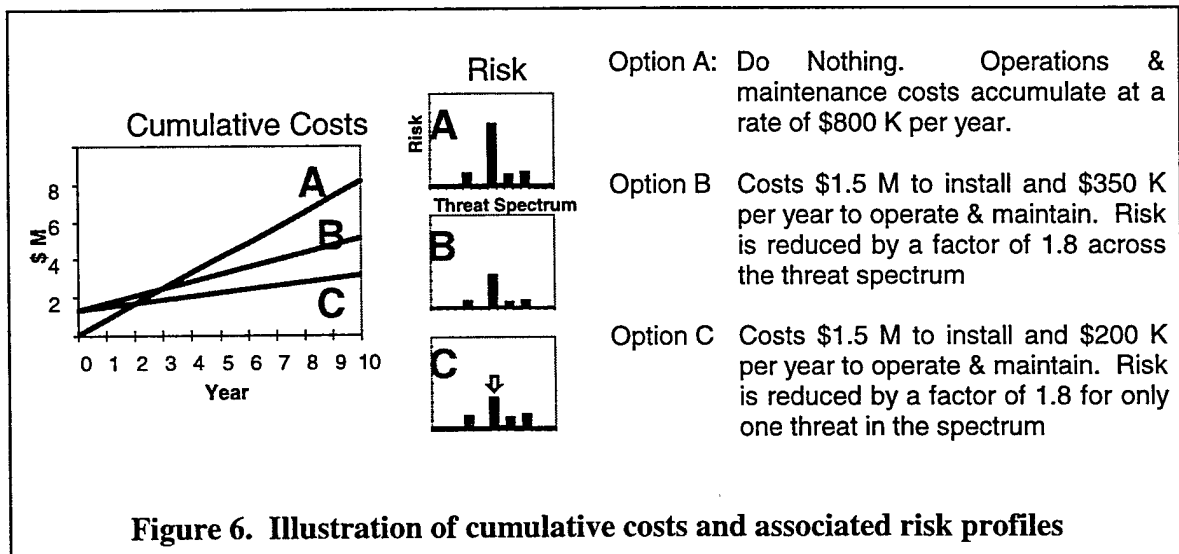 Cumulative Costs
$ M
8
6
4
2
A
B
C
0 1 2 3 4 5 6 7 8 9 10
Year
Risk
Risk
A
Threat Spectrum
B
C
Option A: Do Nothing. Operations &
maintenance costs accumulate at a
rate of $800 K per year.
Option B Costs $1.5 M to install and $350 K
per year to operate & maintain. Risk
is reduced by a factor of 1.8 across
the threat spectrum
Option C Costs $1.5 M to install and $200 K
per year to operate & maintain. Risk
is reduced by a factor of 1.8 for only
one threat in the spectrum
Figure 6. Illustration of cumulative costs and associated risk profiles